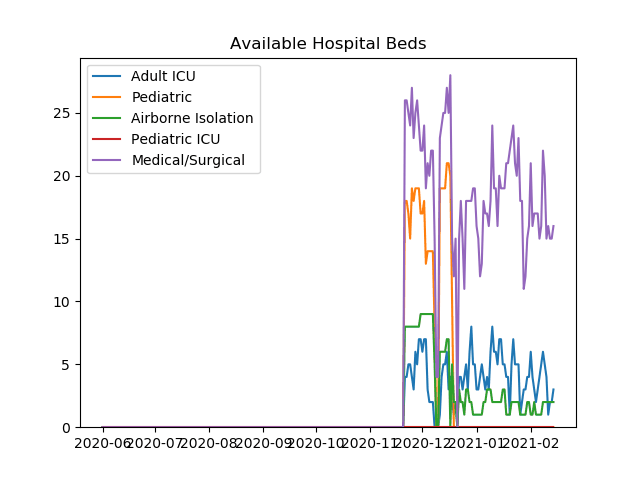 Available Hospital Beds
Adult ICU
Pediatric
Airborne Isolation
Pediatric ICU
Medical/Surgical
25
20
15
10
5
0
2020-06 2020-07 2020-08 2020-09 2020-10 2020-11 2020-12 2021-01 2021-02